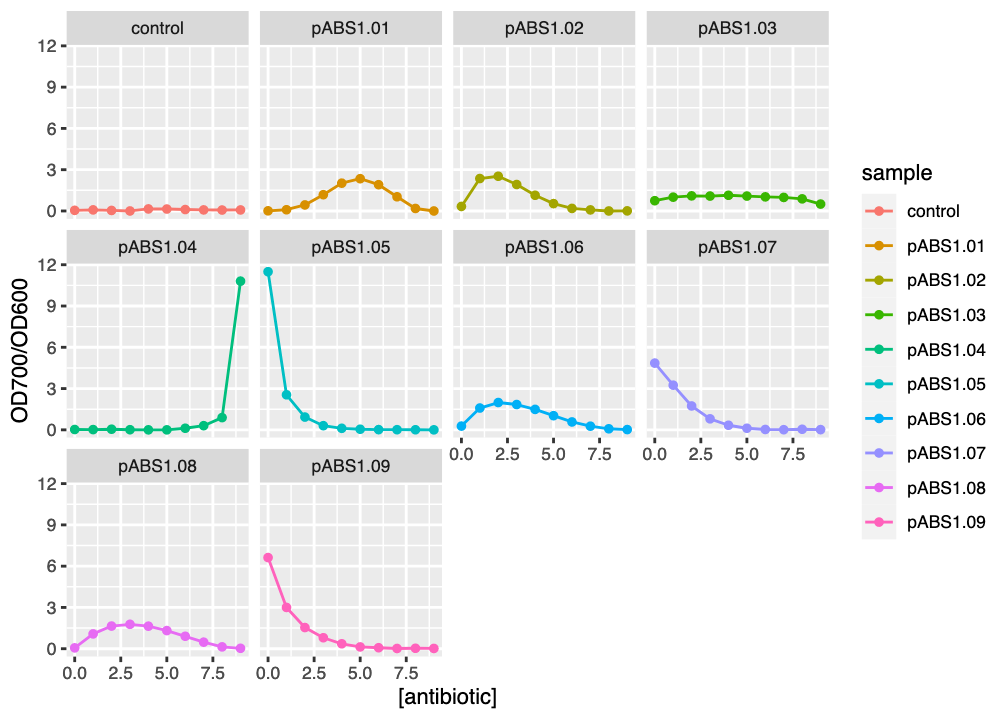 control pABS1.01 pABS1.02 pABS1.03
12
9
6
3
0
pABS1.04 pABS1.05 pABS1.06 pABS1.07
12
9
6
3
0
0.0 2.5 5.0 7.5 0.0 2.5 5.0 7.5
pABS1.08 pABS1.09
12
9
6
3
0
0.0 2.5 5.0 7.5 0.0 2.5 5.0 7.5
[antibiotic]
OD700/OD600
sample
control
pABS1.01
pABS1.02
pABS1.03
pABS1.04
pABS1.05
pABS1.06
pABS1.07
pABS1.08
pABS1.09